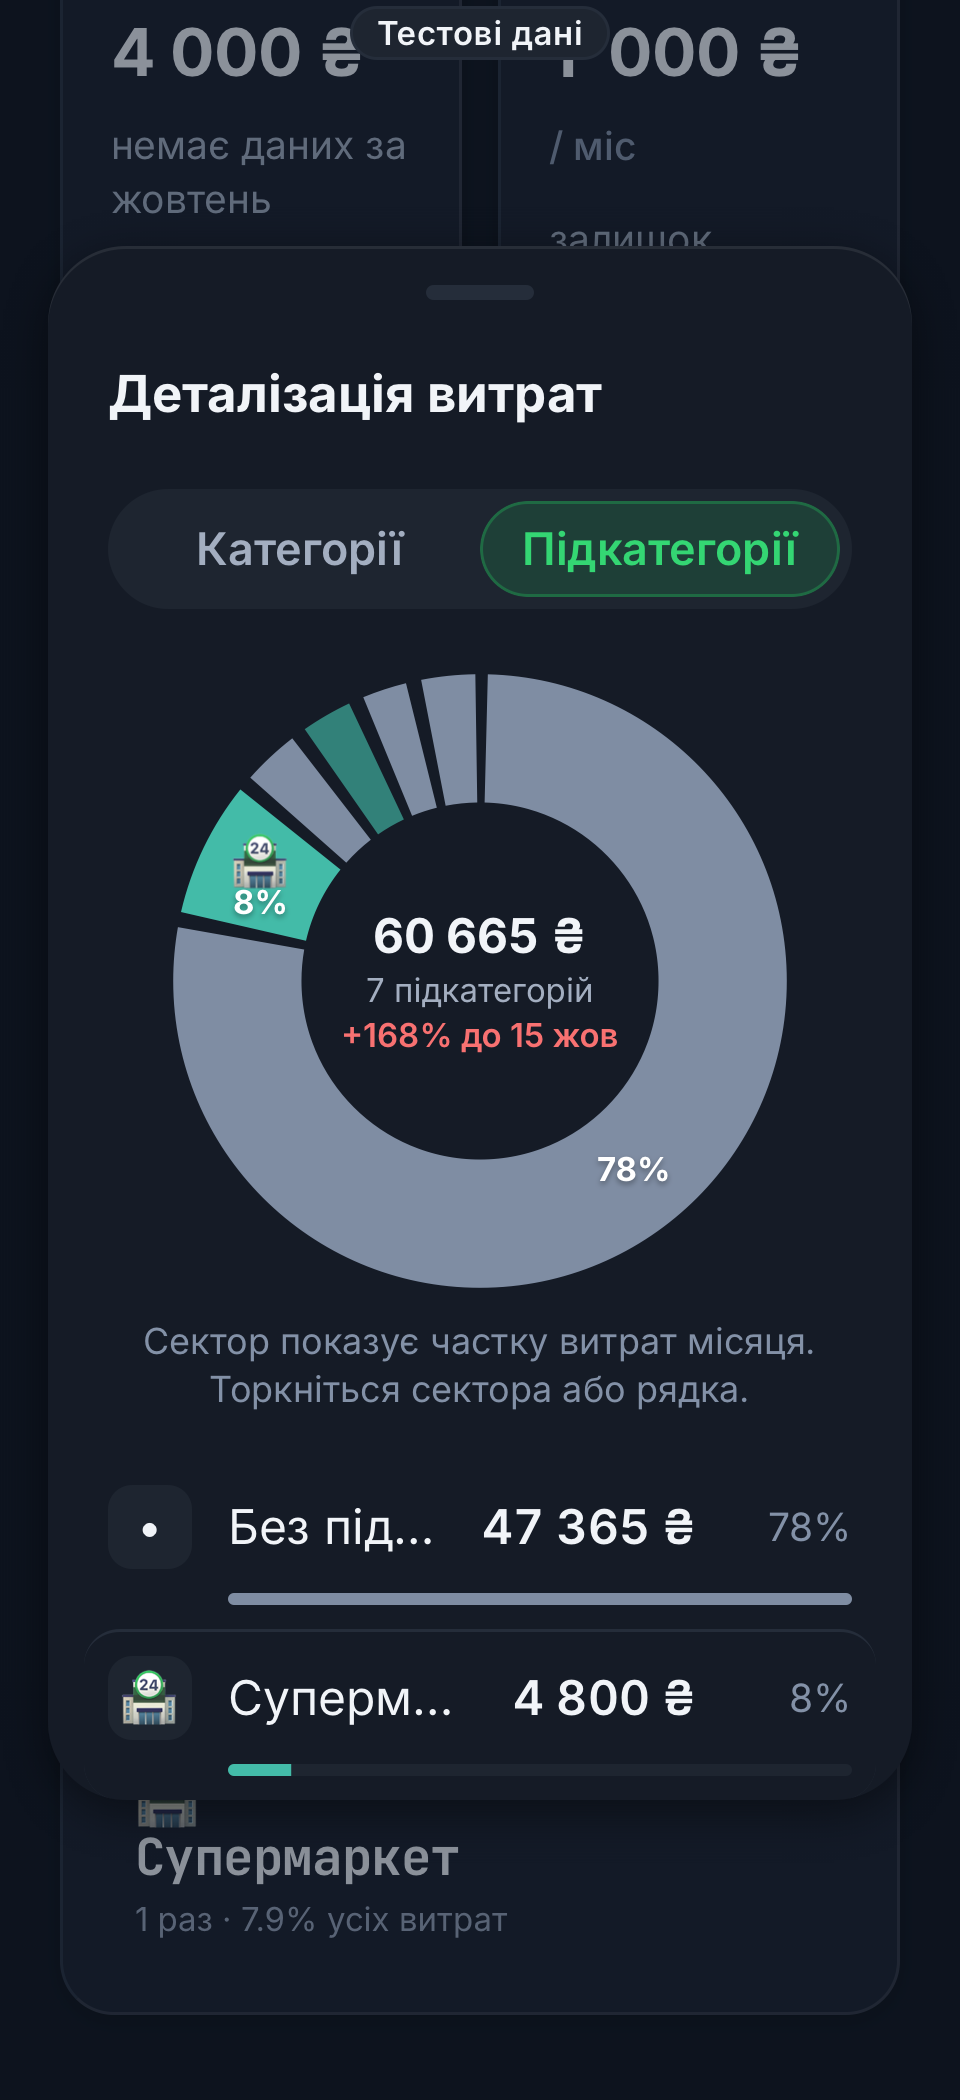 Тестові дані
4 000 ₴
000 ₴
немає даних за
жовтень
/ міс
залишок
Деталізація витрат
Категорії
Підкатегорії
24
8%
60 665 ₴
7 підкатегорій
+168% до 15 жов
78%
Сектор показує частку витрат місяця.
Торкніться сектора або рядка.
Без під... 47 365 ₴ 78%
24
Суперм... 4 800 ₴ 8%
Супермаркет
1 раз · 7.9% усіх витрат